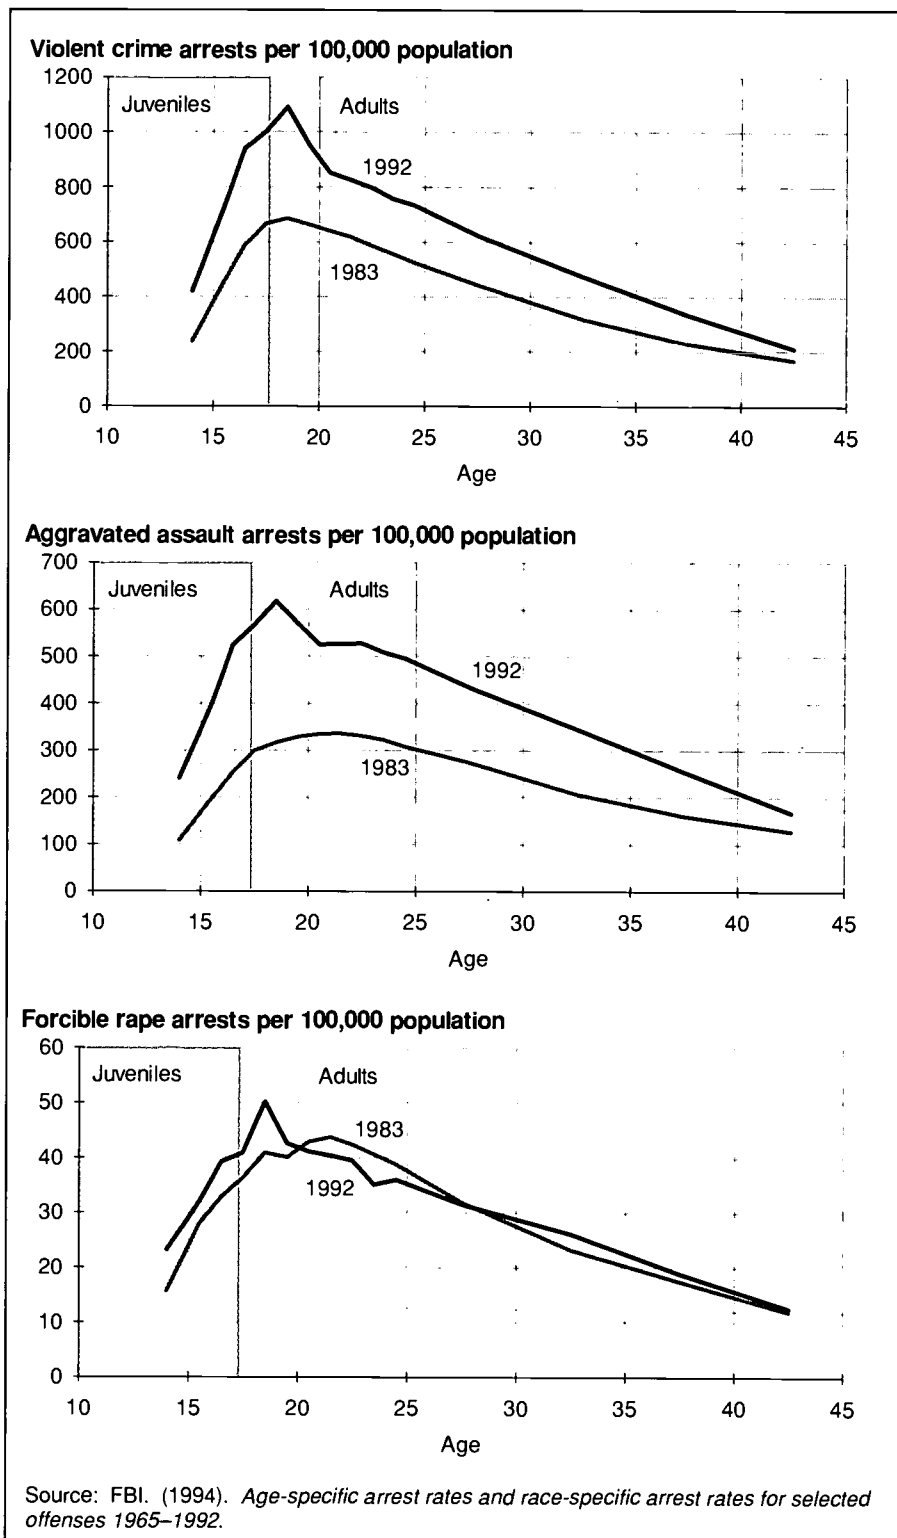 Violent crime arrests per 100,000 population
1200
Juveniles
Adults
1000
1992
800
600
1983
400
200
0
10 15 20 25 30 35 40 45
Age
Aggravated assault arrests per 100,000 population
700
Juveniles
Adults
600
500
1992
400
300
1983
200
100
0
10 15 20 25 30 35 40 45
Age
Forcible rape arrests per 100,000 population
60
Juveniles
Adults
50
1983
40
1992
30
20
10
0
10 15 20 25 30 35 40 45
Age
Source: FBI. (1994). Age-specific arrest rates and race-specific arrest rates for selected
offenses 1965–1992.